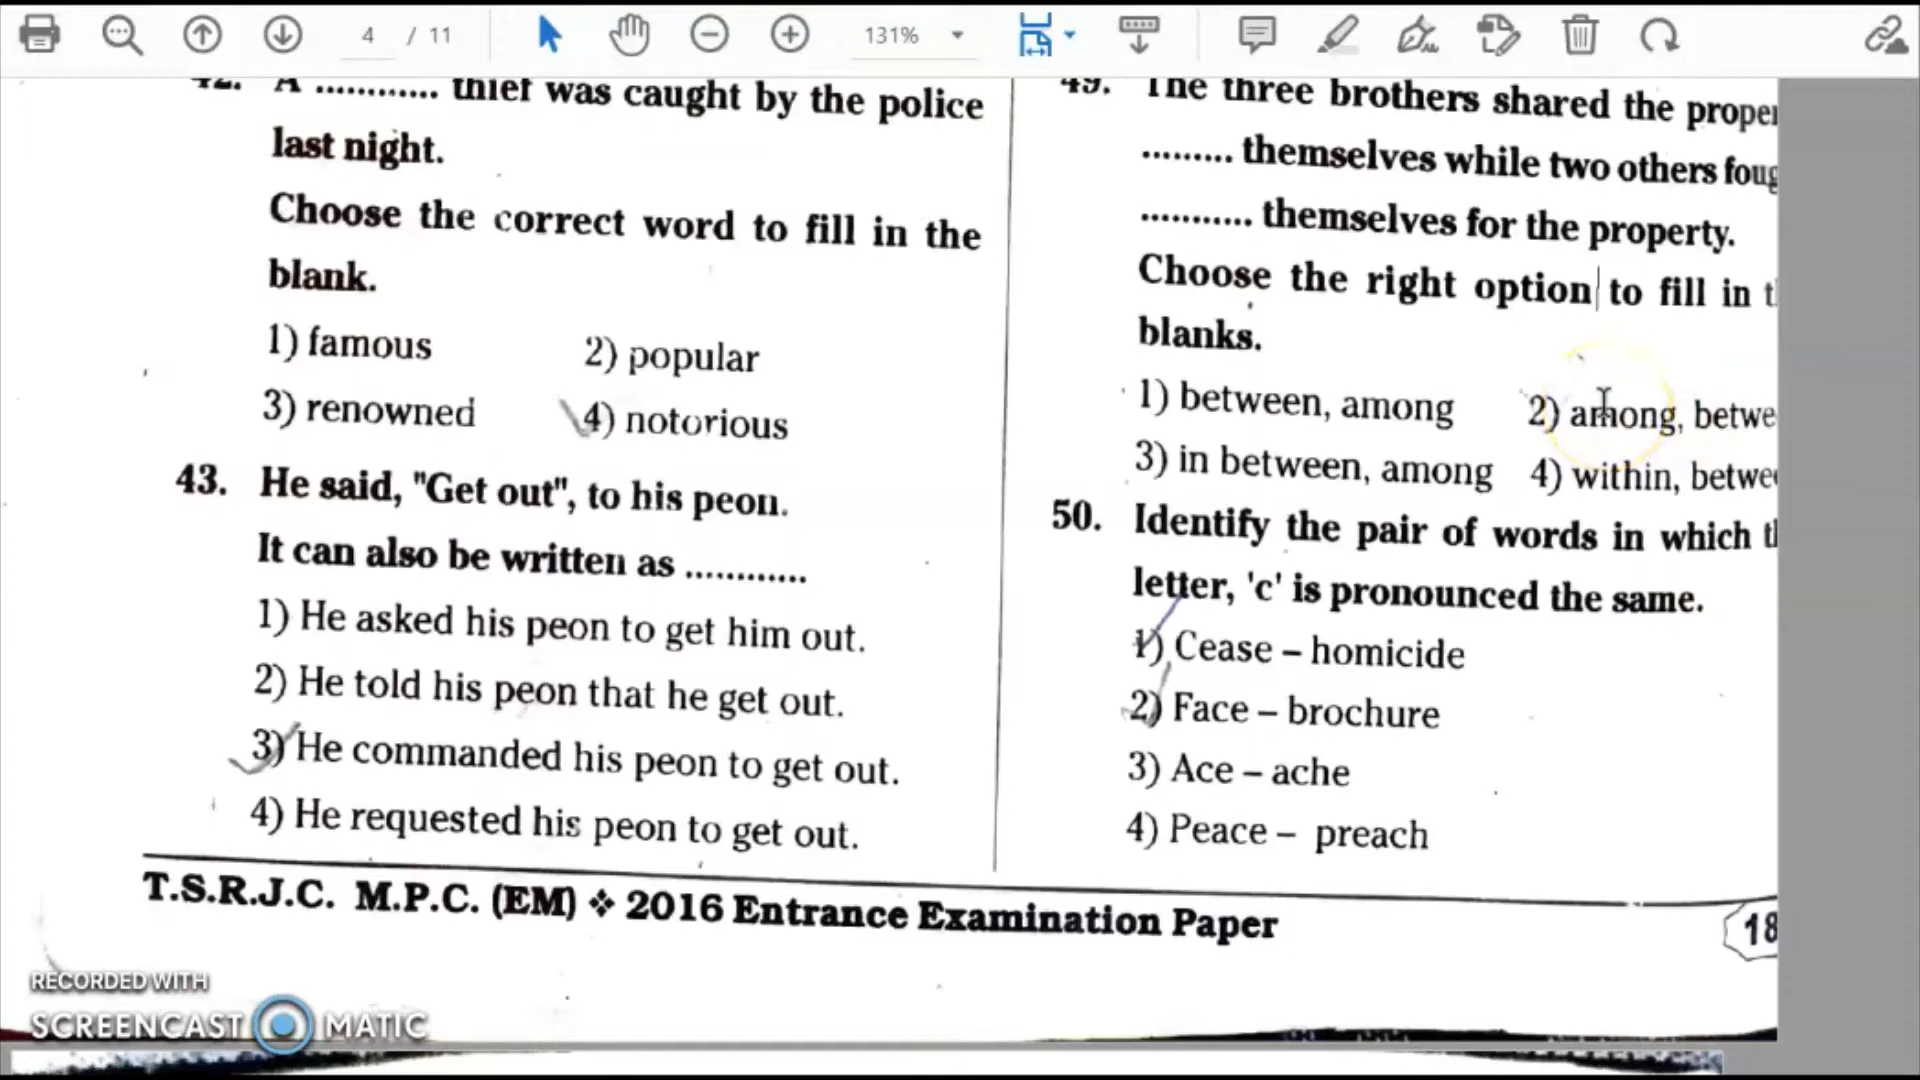 4 / 11
131%
42. A ............ thief was caught by the police
last night.
Choose the correct word to fill in the
blank.
1) famous 2) popular
3) renowned 4) notorious
43. He said, "Get out", to his peon.
It can also be written as ............
1) He asked his peon to get him out.
2) He told his peon that he get out.
3) He commanded his peon to get out.
4) He requested his peon to get out.
49. The three brothers shared the proper
......... themselves while two others foug
........... themselves for the property.
Choose the right option to fill in t
blanks.
1) between, among 2) among, betwe
3) in between, among 4) within, betwe
50. Identify the pair of words in which t
letter, 'c' is pronounced the same.
1) Cease – homicide
2) Face – brochure
3) Ace – ache
4) Peace – preach
T.S.R.J.C. M.P.C. (EM) ❖ 2016 Entrance Examination Paper
18
RECORDED WITH
SCREENCAST MATIC